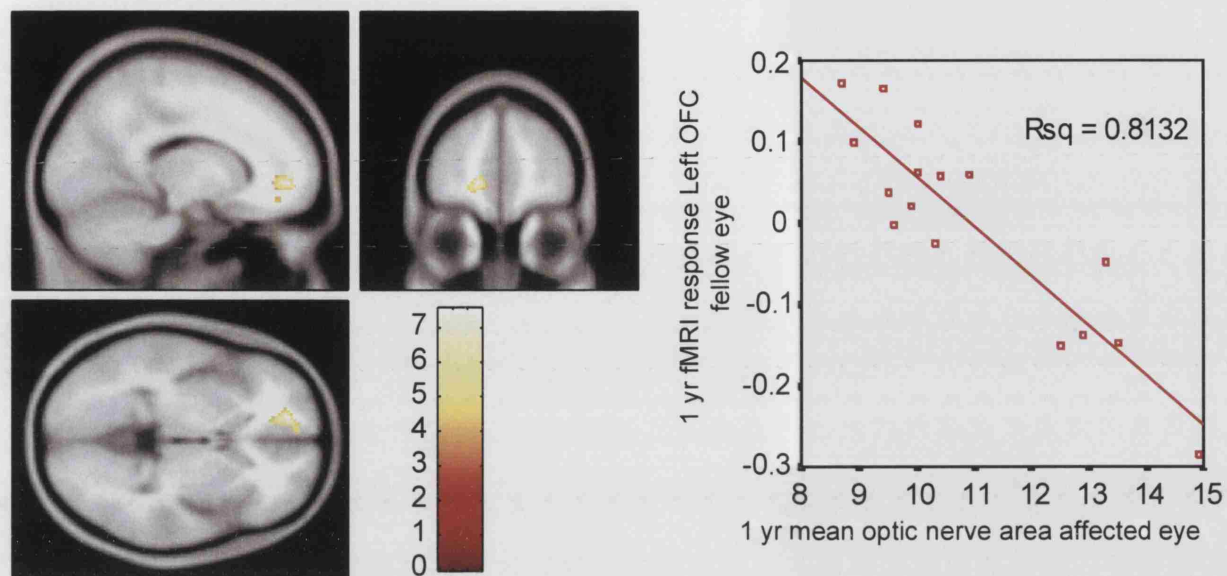 7
6
5
4
3
2
1
0
1 yr fMRI response Left OFC
fellow eye
0.2
0.1
0
-0.1
-0.2
-0.3
Rsq = 0.8132
8 9 10 11 12 13 14 15
1 yr mean optic nerve area affected eye